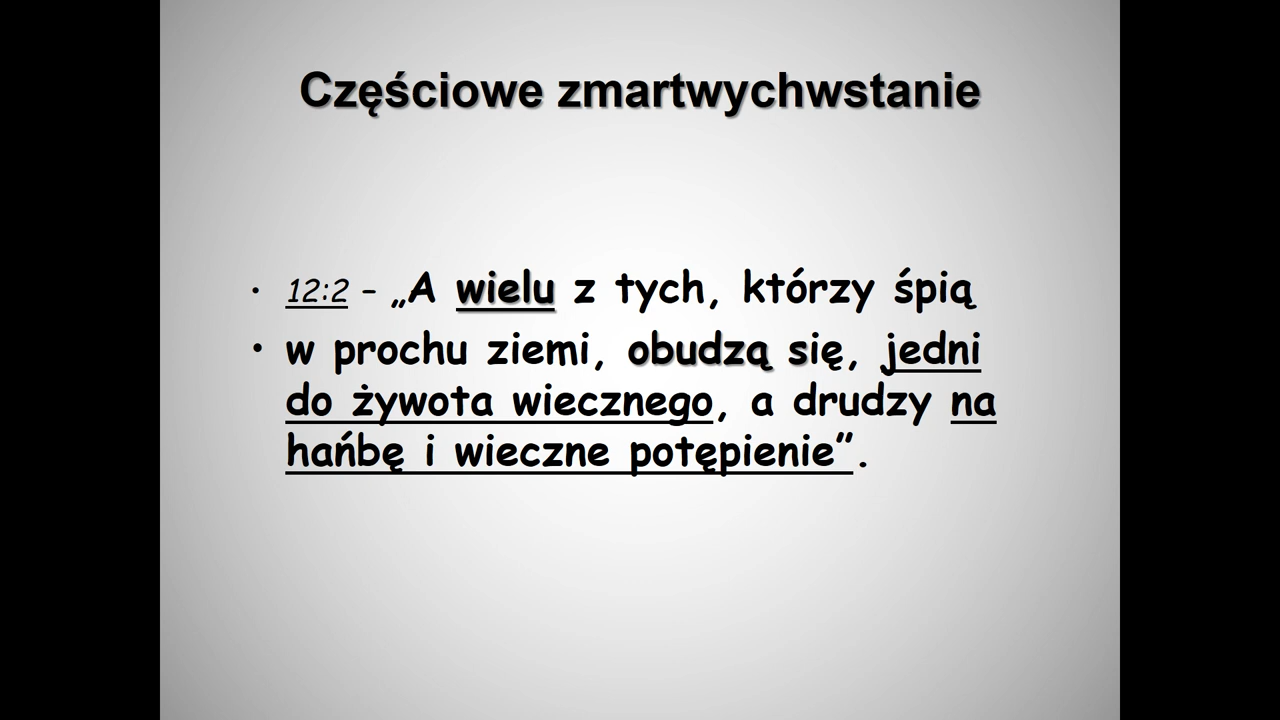 Częściowe zmartwychwstanie
• 12:2 – „A wielu z tych, którzy śpią
• w prochu ziemi, obudzą się, jedni
do żywota wiecznego, a drudzy na
hańbę i wieczne potępienie”.